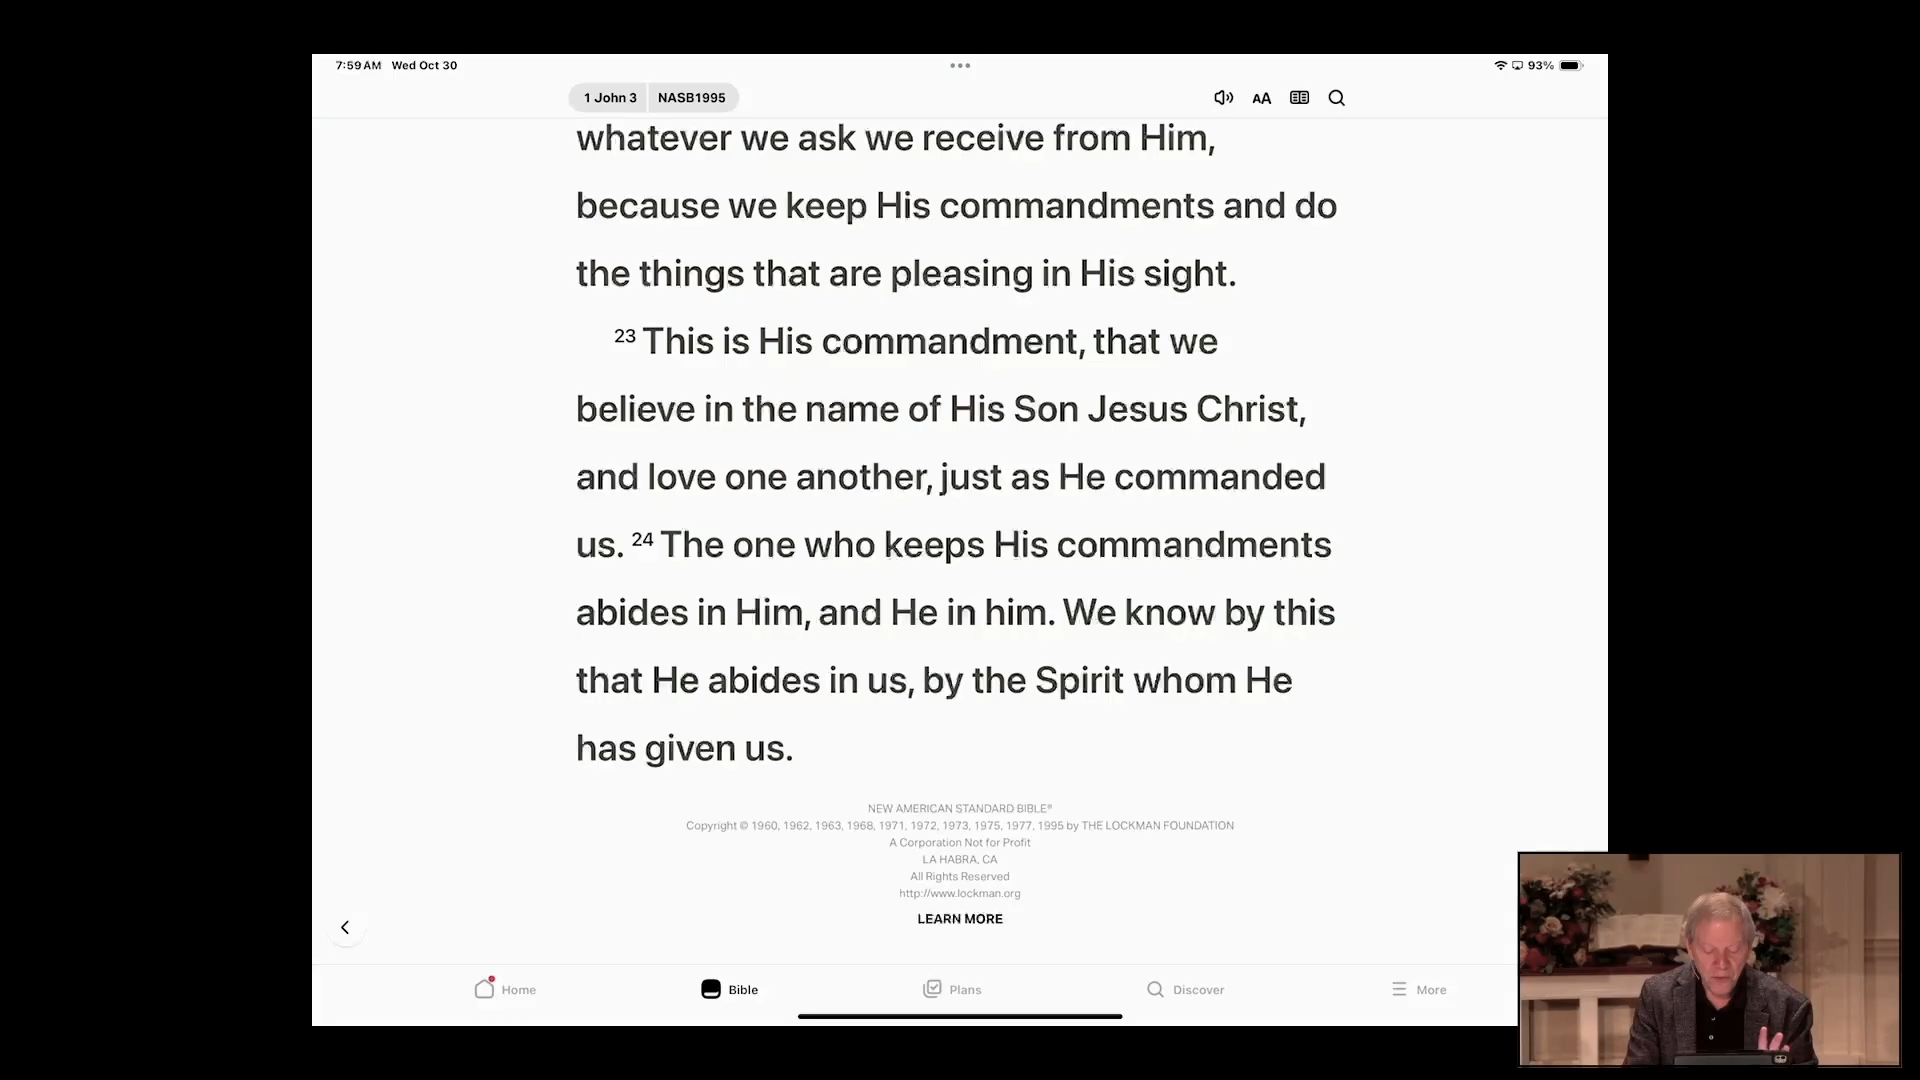 7:59 AM Wed Oct 30
93%
1 John 3 NASB1995
AA
whatever we ask we receive from Him,
because we keep His commandments and do
the things that are pleasing in His sight.
23 This is His commandment, that we
believe in the name of His Son Jesus Christ,
and love one another, just as He commanded
us. 24 The one who keeps His commandments
abides in Him, and He in him. We know by this
that He abides in us, by the Spirit whom He
has given us.
NEW AMERICAN STANDARD BIBLE®
Copyright © 1960, 1962, 1963, 1968, 1971, 1972, 1973, 1975, 1977, 1995 by THE LOCKMAN FOUNDATION
A Corporation Not for Profit
LA HABRA, CA
All Rights Reserved
http://www.lockman.org
LEARN MORE
Home Bible Plans Discover More